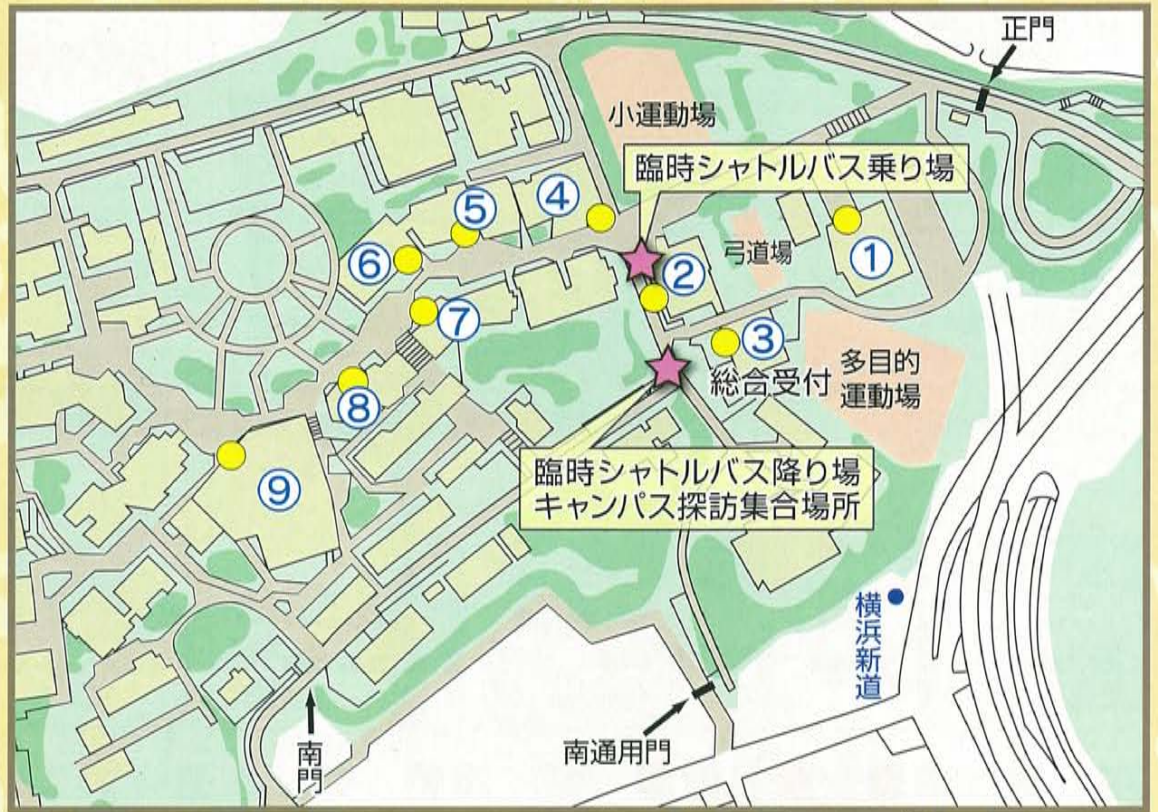 正門
小運動場
臨時シャトルバス乗り場
④
⑤
⑥
②
弓道場
①
⑦
③
総合受付
多目的
運動場
⑧
臨時シャトルバス降り場
キャンパス探訪集合場所
⑨
横浜新道
南通用門
南門